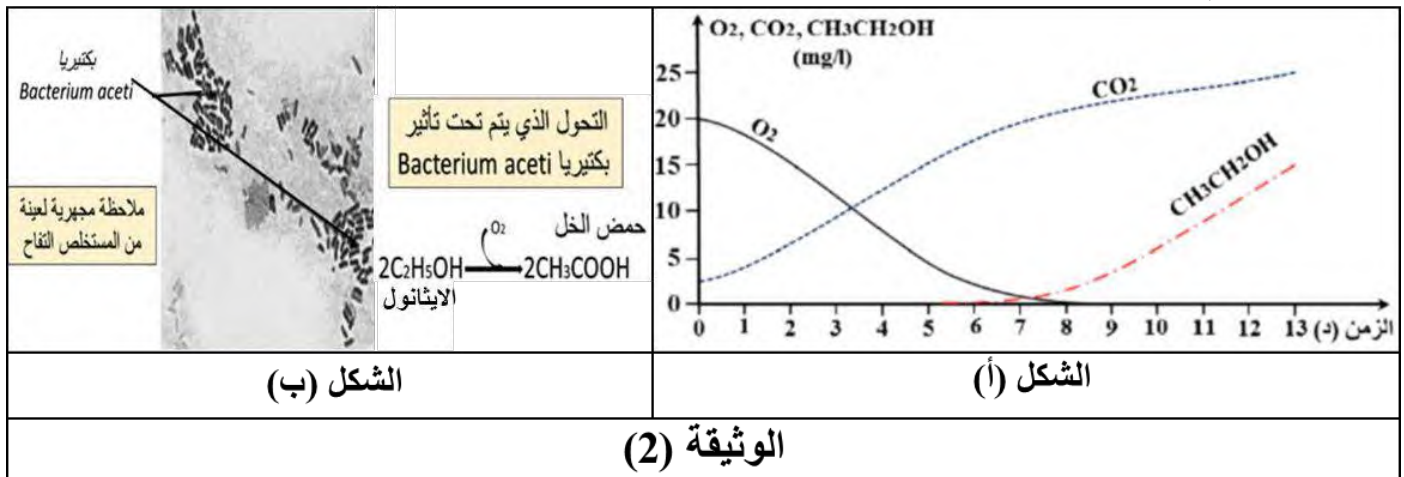 O2, CO2, CH3CH2OH
(mg/l)
25
20
15
10
5
0
O2
CO2
CH3CH2OH
0 1 2 3 4 5 6 7 8 9 10 11 12 13 الزمن (د)
الشكل (أ)
بكتيريا
Bacterium aceti
ملاحظة مجهرية لعينة
من المستخلص التفاح
التحول الذي يتم تحت تأثير
بكتيريا Bacterium aceti
حمض الخل
O2
2C2H5OH 2CH3COOH
الايثانول
الشكل (ب)
الوثيقة (2)